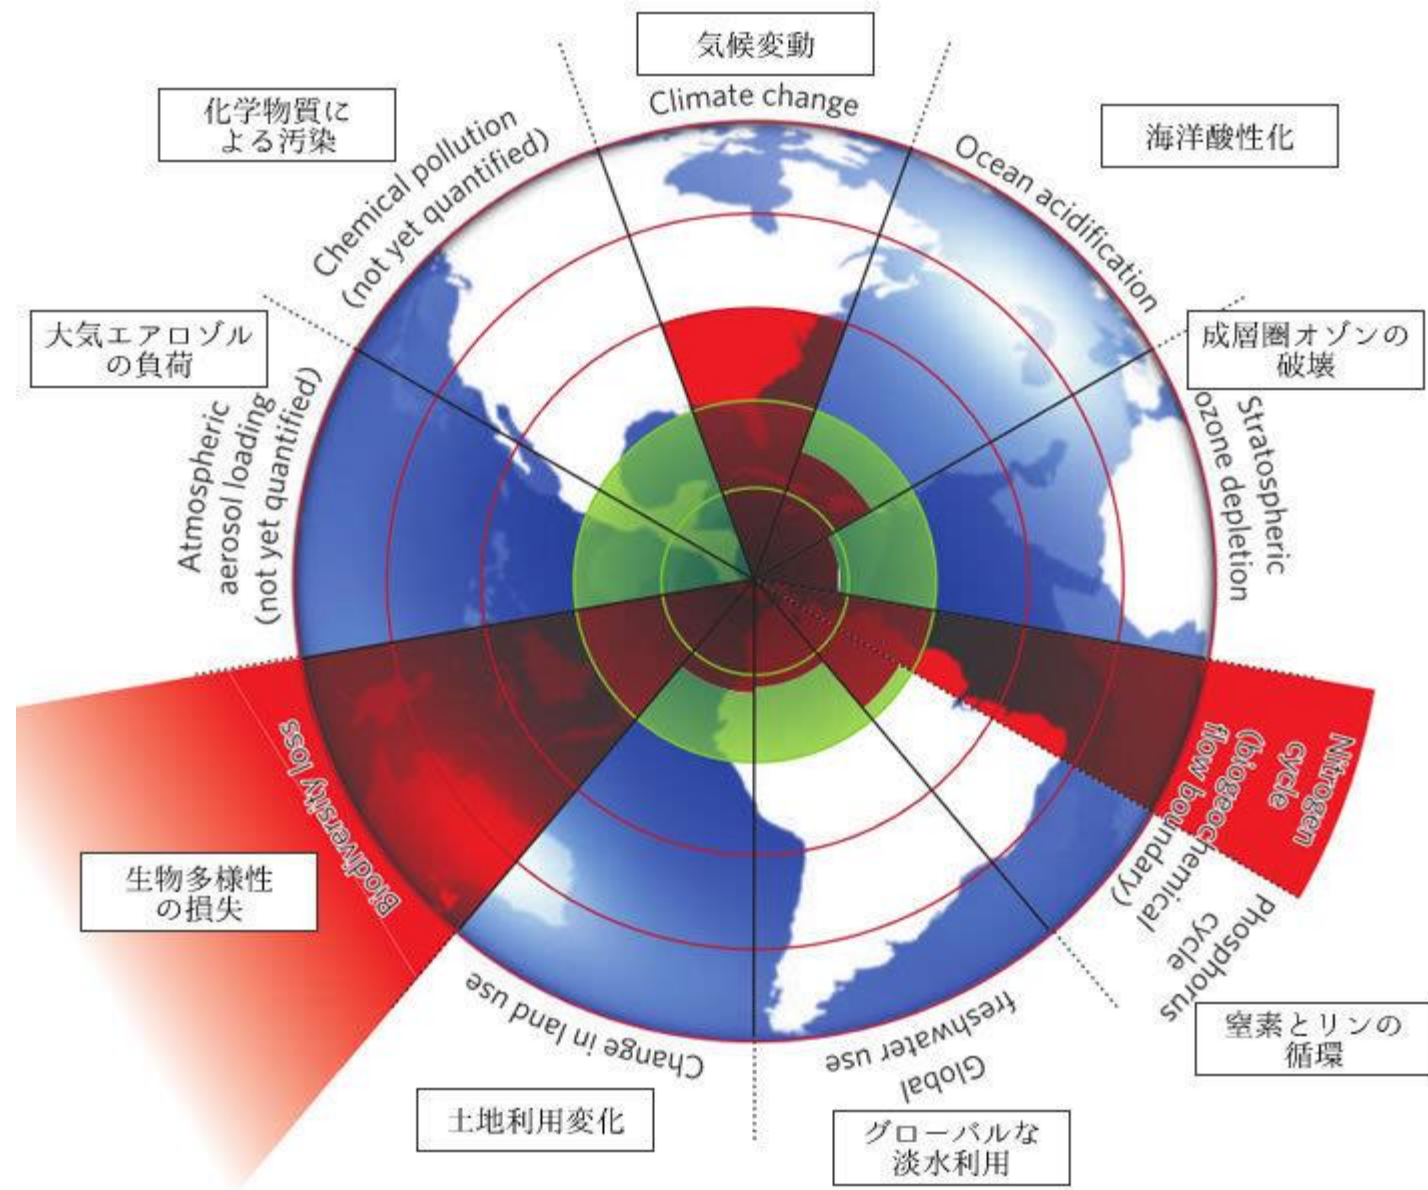 気候変動
Climate change
海洋酸性化
Ocean acidification
成層圏オゾンの
破壊
Stratospheric
ozone depletion
Nitrogen
cycle
(biogeochemical
flow boundary)
Phosphorus
cycle
窒素とリンの
循環
Global
freshwater use
グローバルな
淡水利用
Change in land use
土地利用変化
Biodiversity loss
生物多様性
の損失
Atmospheric
aerosol loading
(not yet quantified)
大気エアロゾル
の負荷
Chemical pollution
(not yet quantified)
化学物質に
よる汚染